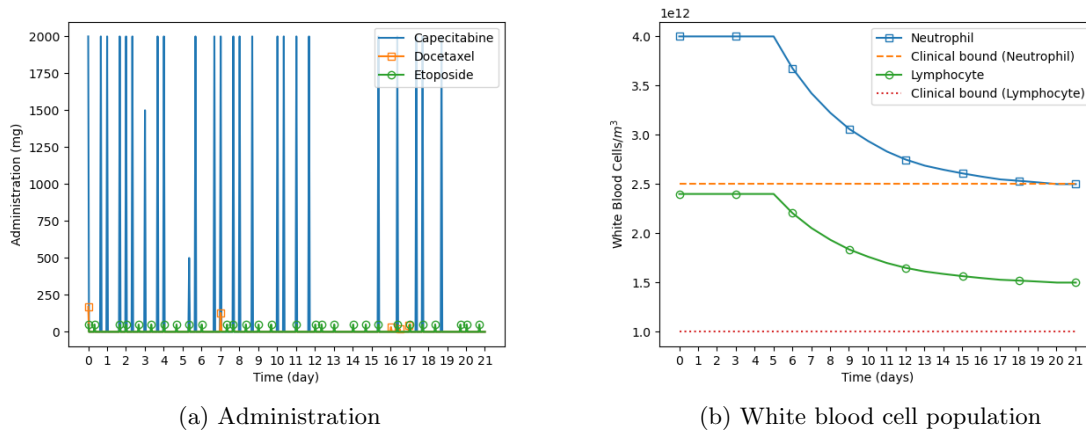 Administration (mg)
2000
1750
1500
1250
1000
750
500
250
0
Capecitabine
Docetaxel
Etoposide
0 1 2 3 4 5 6 7 8 9 10 11 12 13 14 15 16 17 18 19 20 21
Time (day)
(a) Administration
1e12
White Blood Cells/m³
4.0
3.5
3.0
2.5
2.0
1.5
1.0
Neutrophil
Clinical bound (Neutrophil)
Lymphocyte
Clinical bound (Lymphocyte)
0 1 2 3 4 5 6 7 8 9 10 11 12 13 14 15 16 17 18 19 20 21
Time (days)
(b) White blood cell population